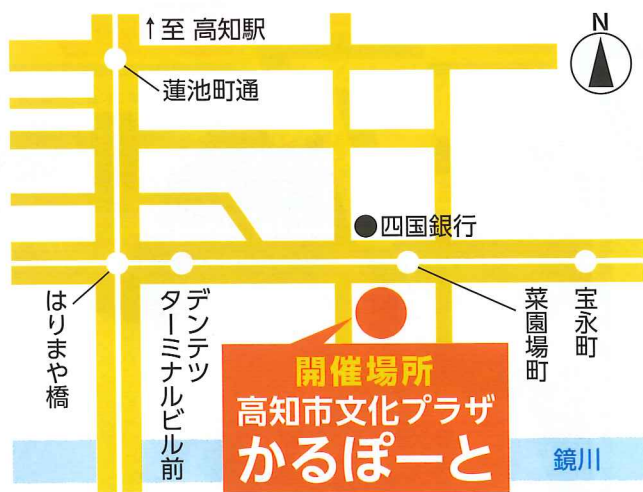 ↑至 高知駅
N
蓮池町通
●四国銀行
はりまや橋
デンテツ
ターミナルビル前
菜園場町
宝永町
開催場所
高知市文化プラザ
かるぽーと
鏡川